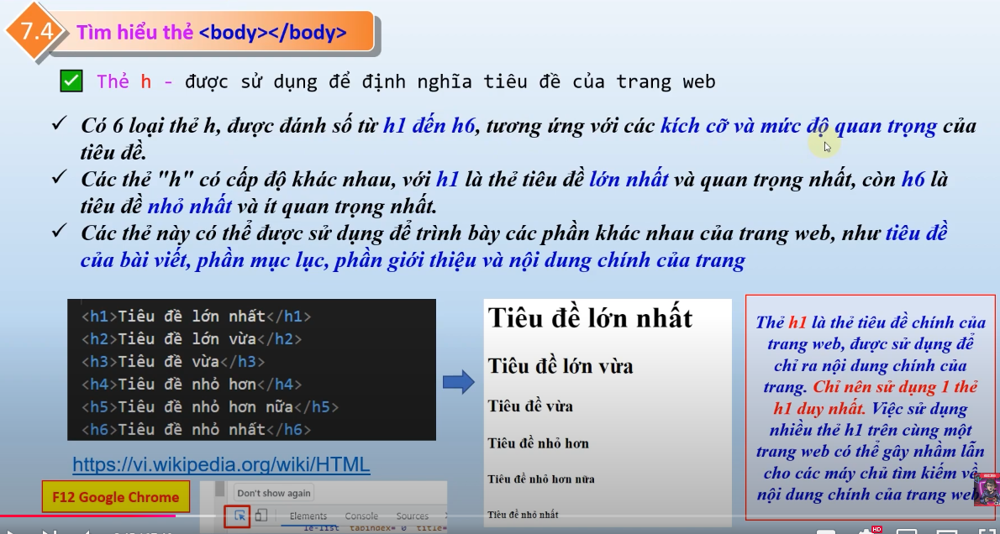 7.4 Tìm hiểu thẻ <body></body>
Thẻ h - được sử dụng để định nghĩa tiêu đề của trang web
Có 6 loại thẻ h, được đánh số từ h1 đến h6, tương ứng với các kích cỡ và mức độ quan trọng của
tiêu đề.
Các thẻ "h" có cấp độ khác nhau, với h1 là thẻ tiêu đề lớn nhất và quan trọng nhất, còn h6 là
tiêu đề nhỏ nhất và ít quan trọng nhất.
Các thẻ này có thể được sử dụng để trình bày các phần khác nhau của trang web, như tiêu đề
của bài viết, phần mục lục, phần giới thiệu và nội dung chính của trang
<h1>Tiêu đề lớn nhất</h1>
<h2>Tiêu đề lớn vừa</h2>
<h3>Tiêu đề vừa</h3>
<h4>Tiêu đề nhỏ hơn</h4>
<h5>Tiêu đề nhỏ hơn nữa</h5>
<h6>Tiêu đề nhỏ nhất</h6>
Tiêu đề lớn nhất
Tiêu đề lớn vừa
Tiêu đề vừa
Tiêu đề nhỏ hơn
Tiêu đề nhỏ hơn nữa
Tiêu đề nhỏ nhất
Thẻ h1 là thẻ tiêu đề chính của
trang web, được sử dụng để
chỉ ra nội dung chính của
trang. Chỉ nên sử dụng 1 thẻ
h1 duy nhất. Việc sử dụng
nhiều thẻ h1 trên cùng một
trang web có thể gây nhầm lẫn
cho các máy chủ tìm kiếm về
nội dung chính của trang web
https://vi.wikipedia.org/wiki/HTML
F12 Google Chrome
Don't show again
Elements Console Sources
HD